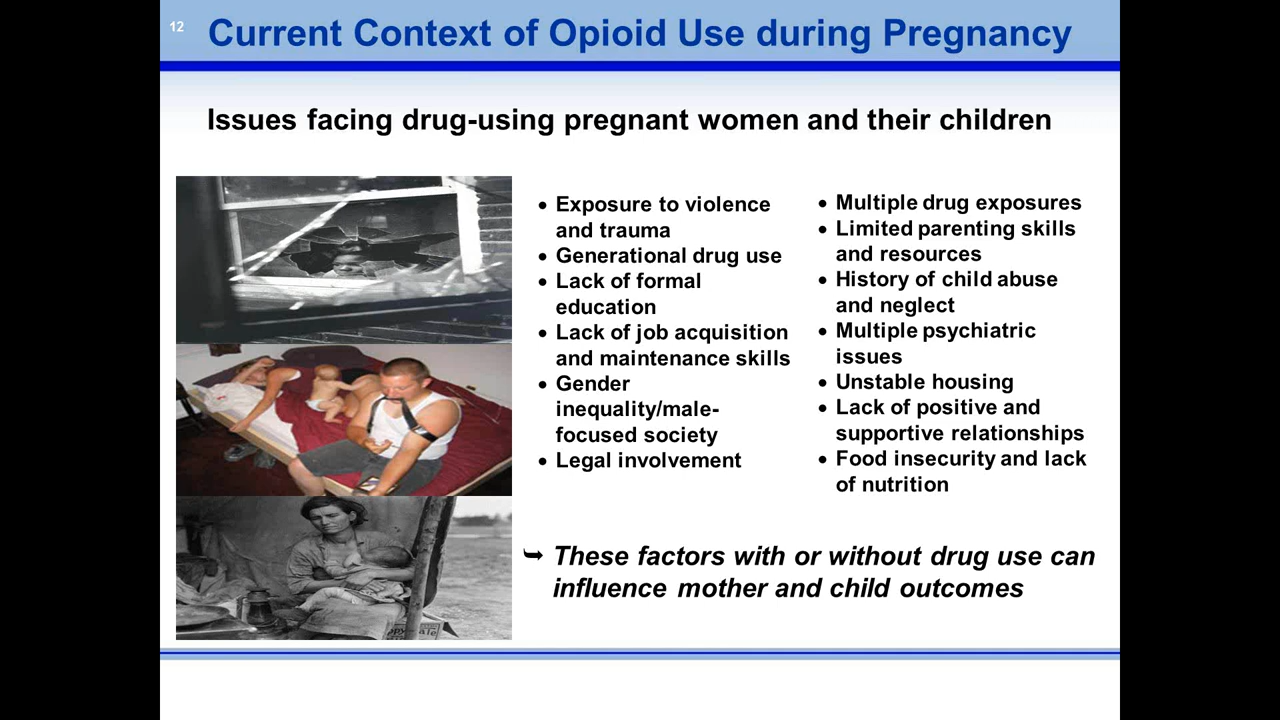 12
Current Context of Opioid Use during Pregnancy
Issues facing drug-using pregnant women and their children
• Exposure to violence
and trauma
• Generational drug use
• Lack of formal
education
• Lack of job acquisition
and maintenance skills
• Gender
inequality/male-
focused society
• Legal involvement
• Multiple drug exposures
• Limited parenting skills
and resources
• History of child abuse
and neglect
• Multiple psychiatric
issues
• Unstable housing
• Lack of positive and
supportive relationships
• Food insecurity and lack
of nutrition
➥ These factors with or without drug use can
influence mother and child outcomes